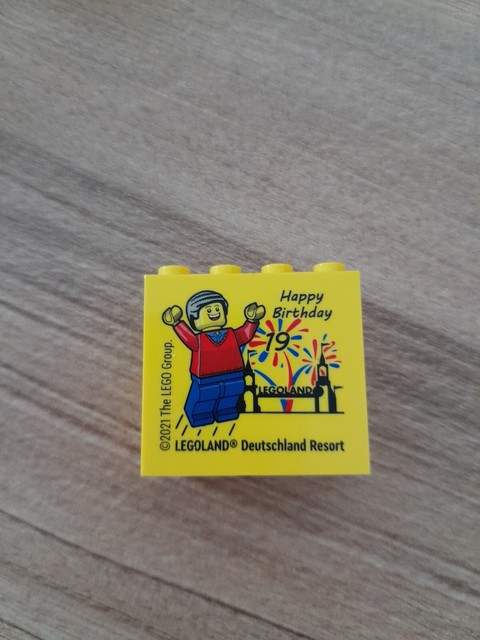 Happy
Birthday
19
LEGOLAND
©2021 The LEGO Group.
LEGOLAND® Deutschland Resort